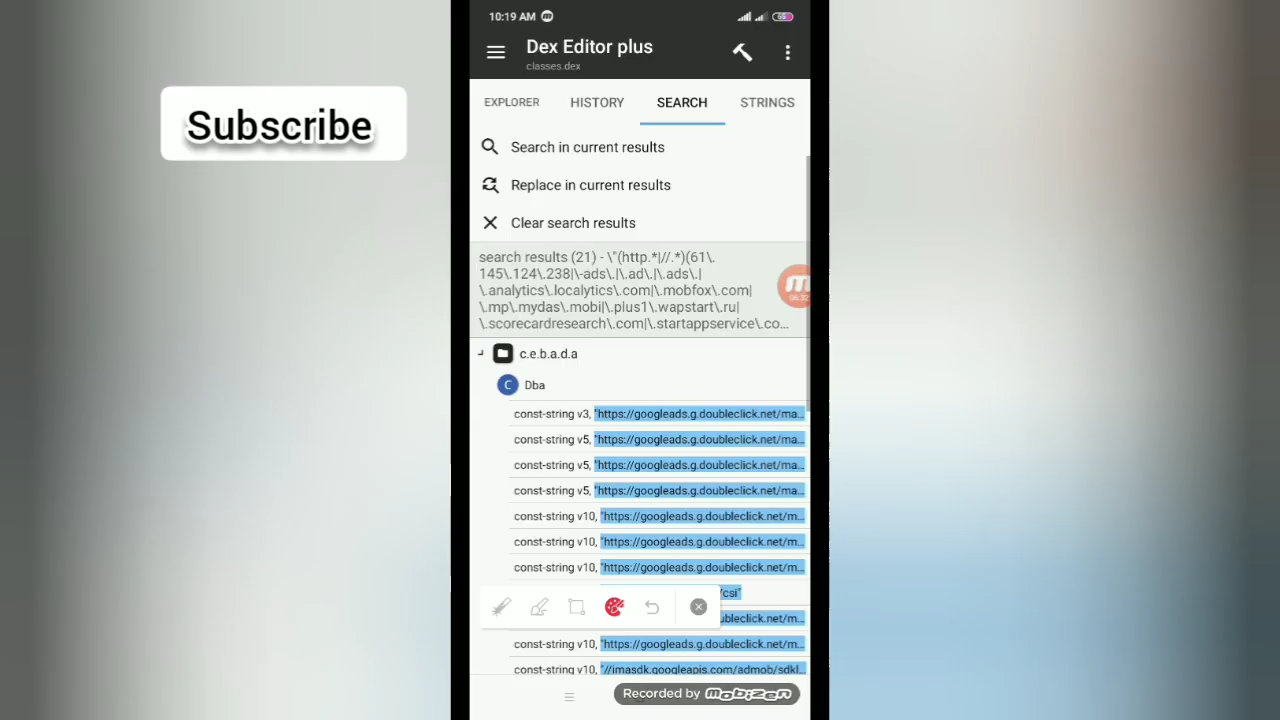 Subscribe
10:19 AM
Dex Editor plus
classes.dex
EXPLORER HISTORY SEARCH STRINGS
Search in current results
Replace in current results
Clear search results
search results (21) - \"(http.*|//.*)(61\.
145\.124\.238|\-ads\.|\.ad\.|\.ads\.|
\.analytics\.localytics\.com|\.mobfox\.com|
\.mp\.mydas\.mobi|\.plus1\.wapstart\.ru|
\.scorecardresearch\.com|\.startappservice\.co...
04:32
c.e.b.a.d.a
C Dba
const-string v3, "https://googleads.g.doubleclick.net/ma...
const-string v5, "https://googleads.g.doubleclick.net/ma...
const-string v5, "https://googleads.g.doubleclick.net/ma...
const-string v5, "https://googleads.g.doubleclick.net/ma...
const-string v10, "https://googleads.g.doubleclick.net/m...
const-string v10, "https://googleads.g.doubleclick.net/m...
const-string v10, "https://googleads.g.doubleclick.net/m...
/csi"
ubleclick.net/m...
const-string v10, "https://googleads.g.doubleclick.net/m...
const-string v10, "//imasdk.googleapis.com/admob/sdkl...
Recorded by mobizen